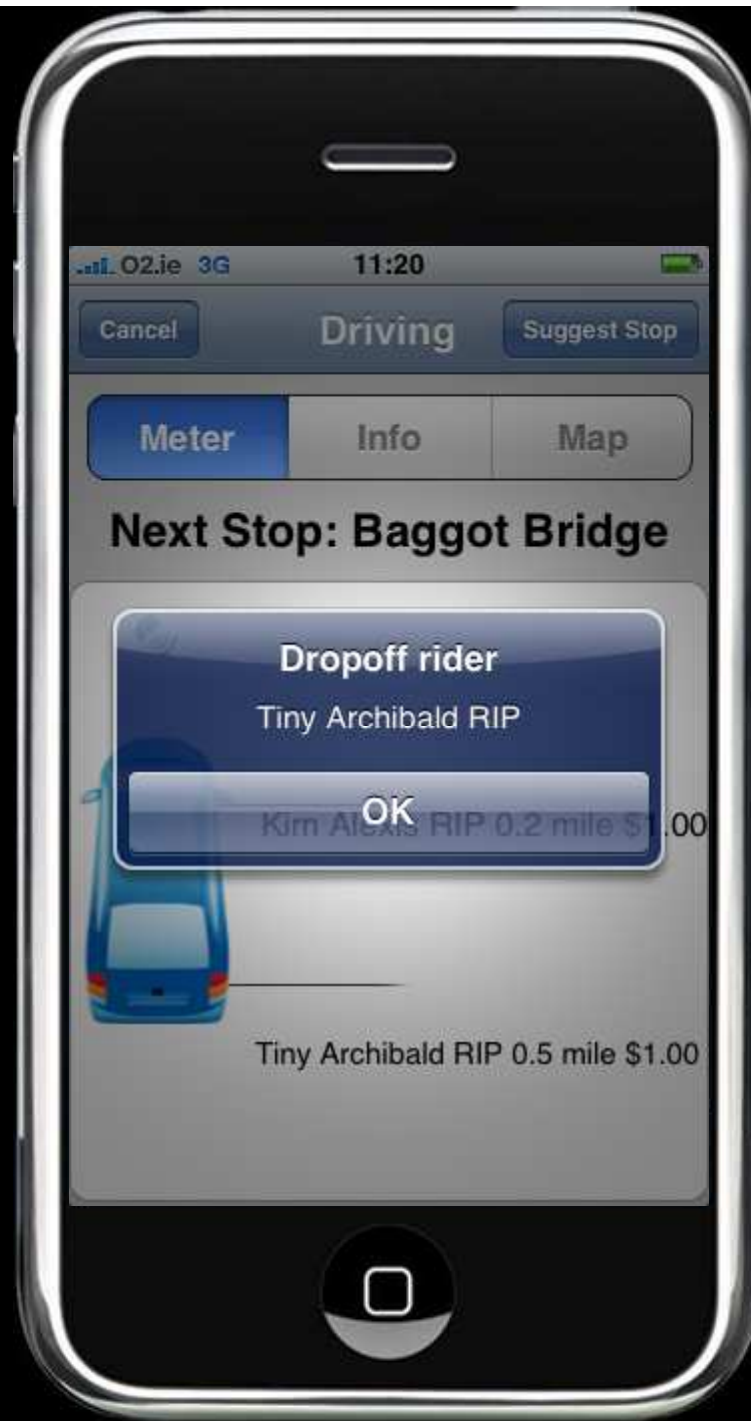 O2.ie 3G 11:20
Cancel Driving Suggest Stop
Meter Info Map
Next Stop: Baggot Bridge
Dropoff rider
Tiny Archibald RIP
OK
Kim Alexis RIP 0.2 mile $1.00
Tiny Archibald RIP 0.5 mile $1.00